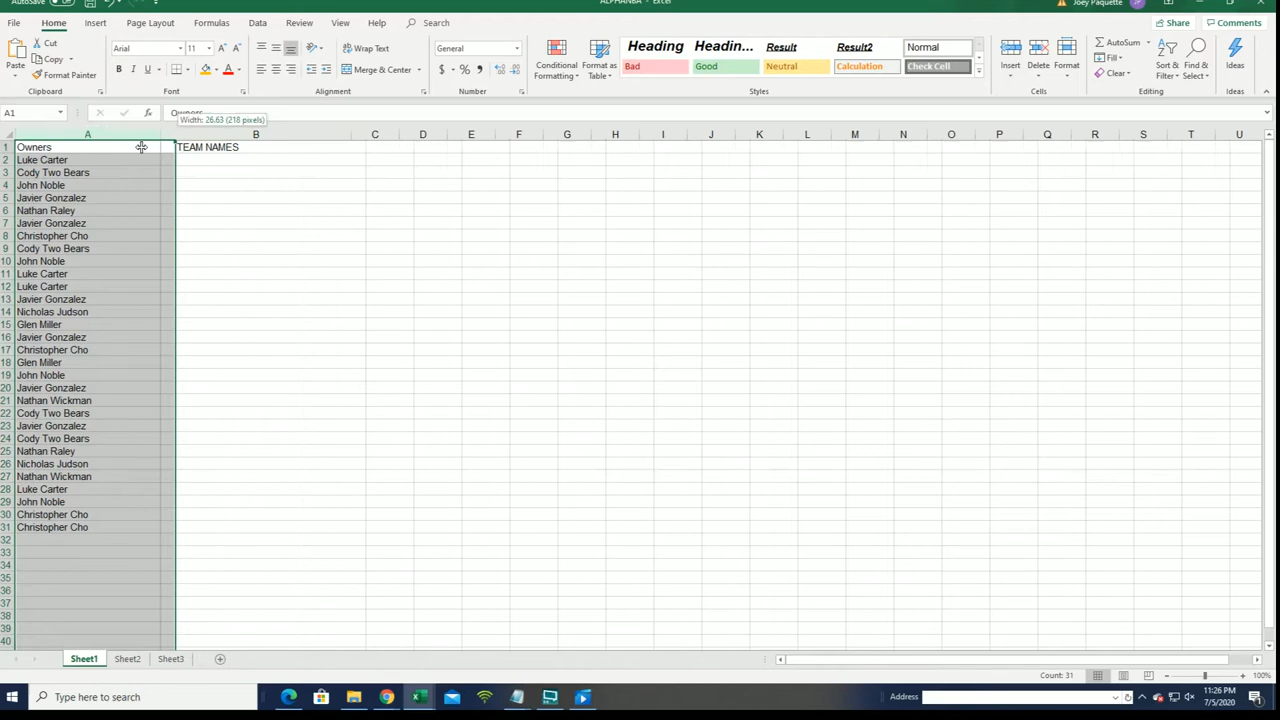 AutoSave
ALPHANBA - Excel
Joey Paquette
JP
File Home Insert Page Layout Formulas Data Review View Help Search
Share Comments
Paste
Cut
Copy
Format Painter
Clipboard
Arial 11
B I U
Font
Wrap Text
Merge & Center
Alignment
General
$ % ,
Number
Conditional Formatting
Format as Table
Heading Headin... Result Result2 Normal
Bad Good Neutral Calculation Check Cell
Styles
Insert Delete Format
Cells
AutoSum
Fill
Clear
Sort & Filter
Find & Select
Editing
Ideas
Ideas
A1
fx
Owners
Width: 26.63 (218 pixels)
A B C D E F G H I J K L M N O P Q R S T U
1 Owners TEAM NAMES
2 Luke Carter
3 Cody Two Bears
4 John Noble
5 Javier Gonzalez
6 Nathan Raley
7 Javier Gonzalez
8 Christopher Cho
9 Cody Two Bears
10 John Noble
11 Luke Carter
12 Luke Carter
13 Javier Gonzalez
14 Nicholas Judson
15 Glen Miller
16 Javier Gonzalez
17 Christopher Cho
18 Glen Miller
19 John Noble
20 Javier Gonzalez
21 Nathan Wickman
22 Cody Two Bears
23 Javier Gonzalez
24 Cody Two Bears
25 Nathan Raley
26 Nicholas Judson
27 Nathan Wickman
28 Luke Carter
29 John Noble
30 Christopher Cho
31 Christopher Cho
32
33
34
35
36
37
38
39
40
Sheet1 Sheet2 Sheet3
Count: 31
100%
Type here to search
Address
11:26 PM
7/5/2020